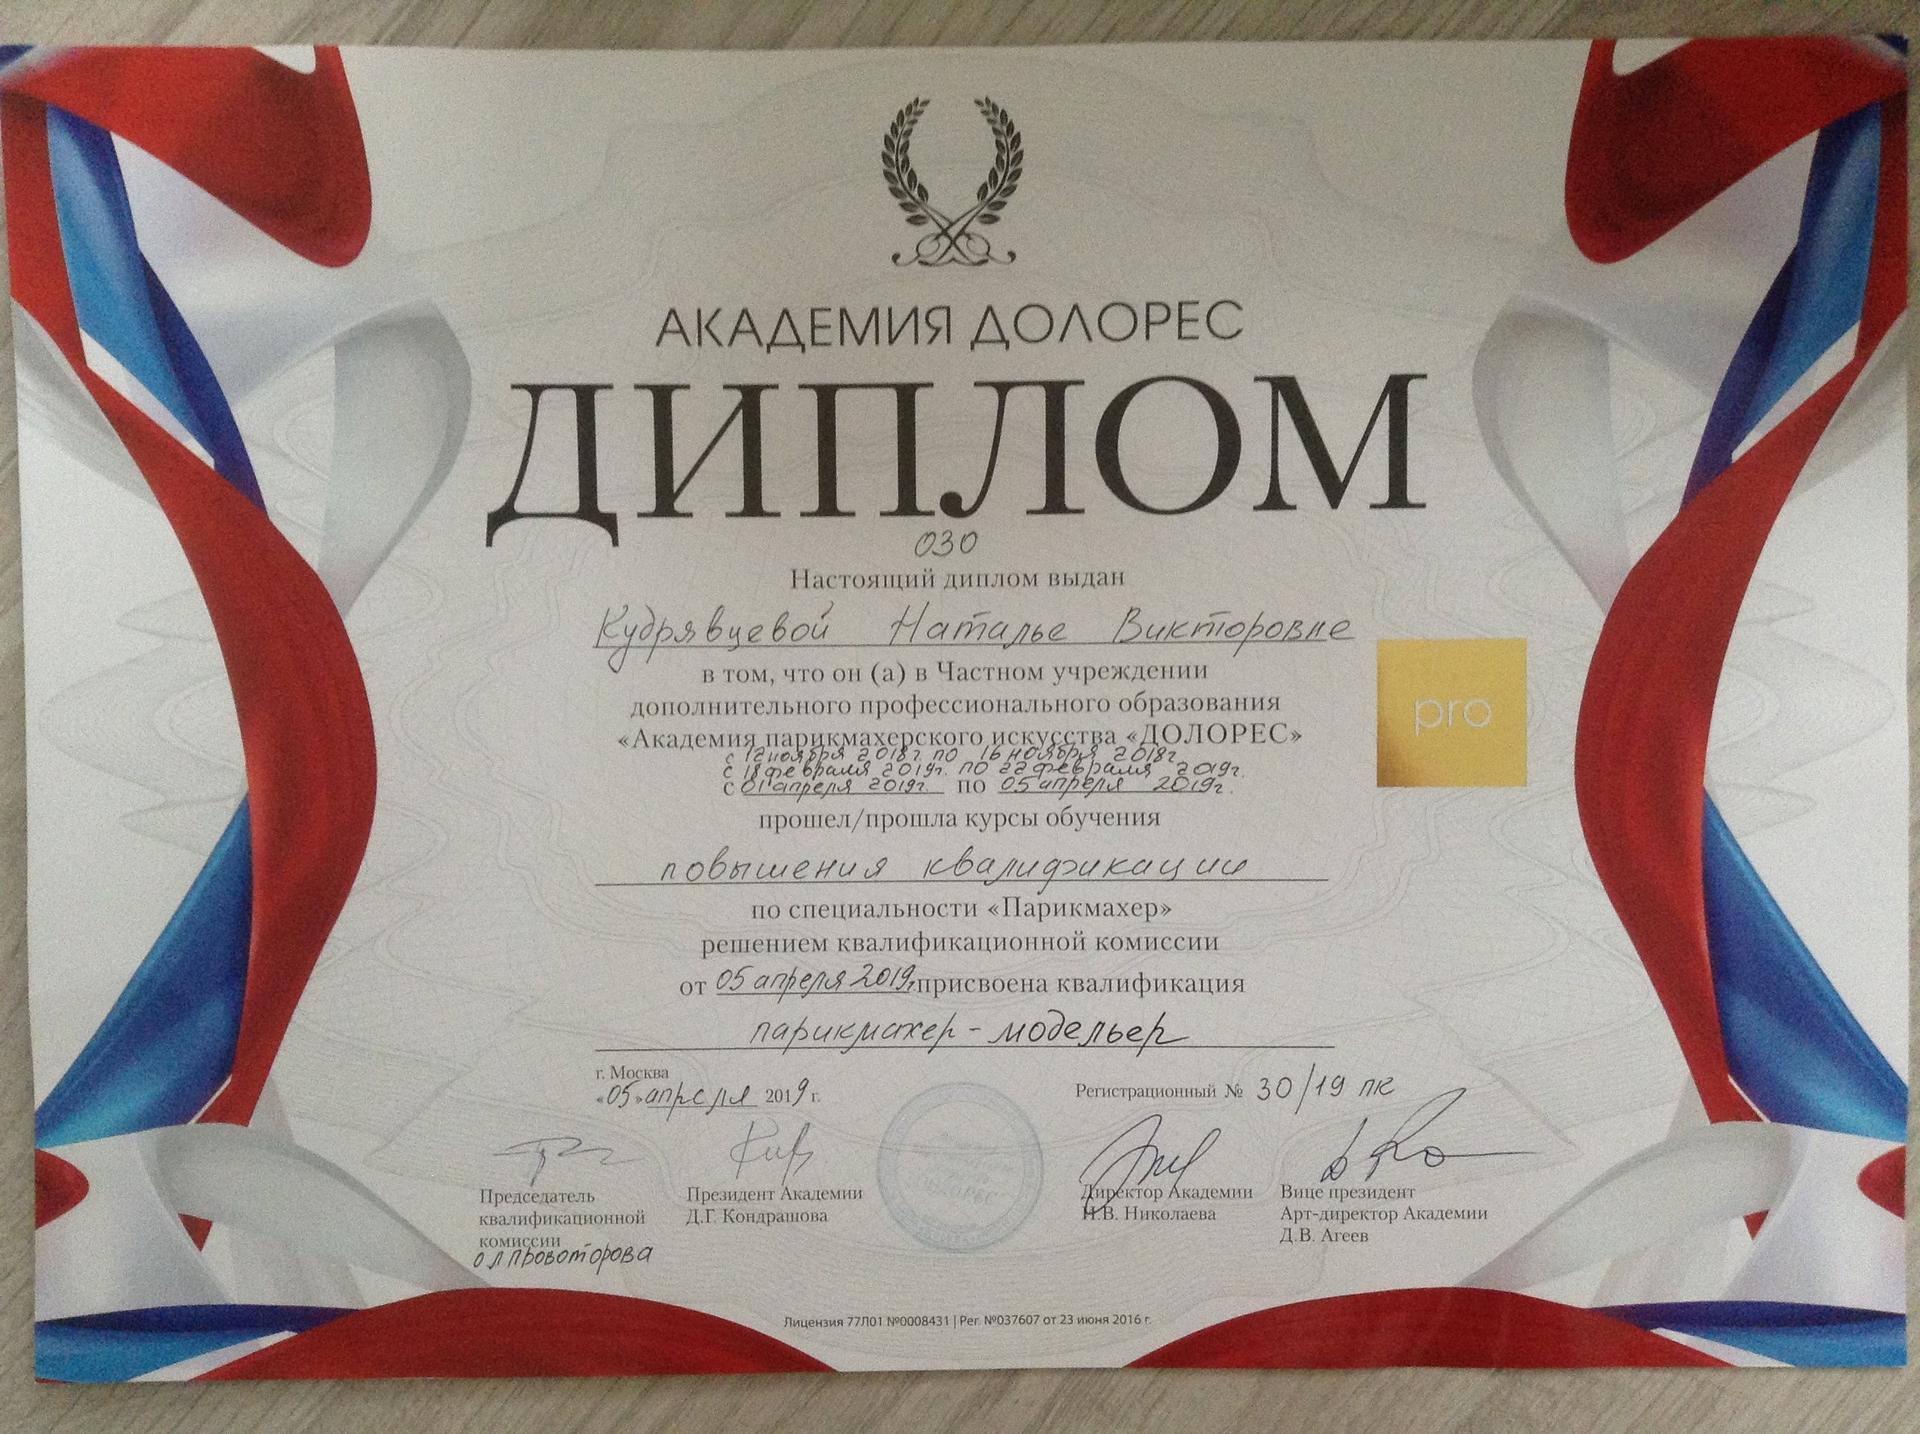 АКАДЕМИЯ ДОЛОРЕС
ДИПЛОМ
030
Настоящий диплом выдан
Кудрявцевой Наталье Викторовне
в том, что он (а) в Частном учреждении
дополнительного профессионального образования
«Академия парикмахерского искусства «ДОЛОРЕС»
pro
с 12 ноября 2018г. по 16 ноября 2018г.
с 18 февраля 2019г. по 22 февраля 2019г.
с 01 апреля 2019г. по 05 апреля 2019г.
прошел/прошла курсы обучения
повышения квалификации
по специальности «Парикмахер»
решением квалификационной комиссии
от 05 апреля 2019г. присвоена квалификация
парикмахер-модельер
г. Москва
«05» апреля 2019 г.
Регистрационный № 30/19 ПК
Председатель
квалификационной
комиссии
О Л Провоторова
Президент Академии
Д.Г. Кондрашова
Директор Академии
Н.В. Николаева
Вице президент
Арт-директор Академии
Д.В. Агеев
Лицензия 77Л01 №0008431 | Рег. №037607 от 23 июня 2016 г.